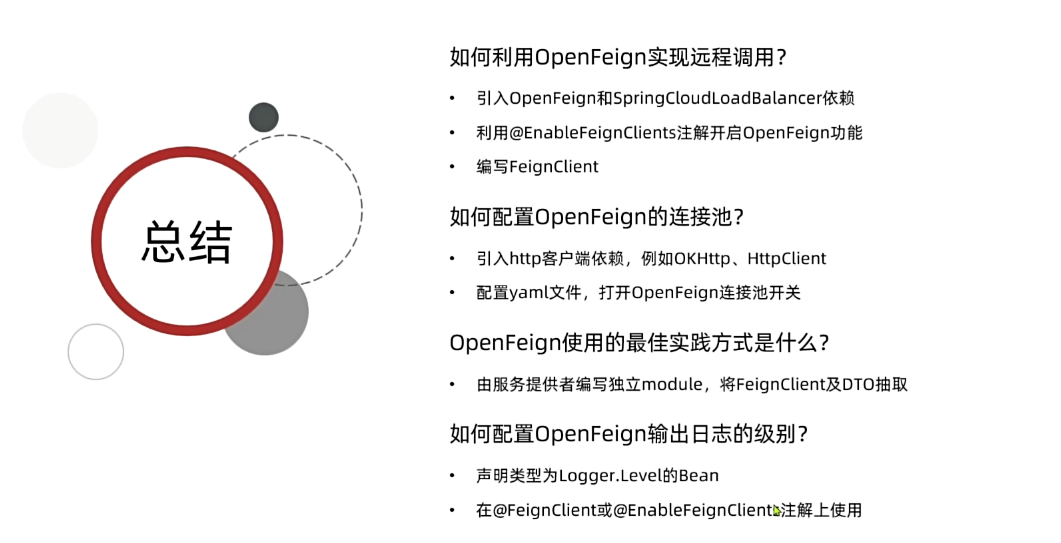 总结
如何利用OpenFeign实现远程调用？
• 引入OpenFeign和SpringCloudLoadBalancer依赖
• 利用@EnableFeignClients注解开启OpenFeign功能
• 编写FeignClient
如何配置OpenFeign的连接池？
• 引入http客户端依赖，例如OKHttp、HttpClient
• 配置yaml文件，打开OpenFeign连接池开关
OpenFeign使用的最佳实践方式是什么？
• 由服务提供者编写独立module，将FeignClient及DTO抽取
如何配置OpenFeign输出日志的级别？
• 声明类型为Logger.Level的Bean
• 在@FeignClient或@EnableFeignClients注解上使用